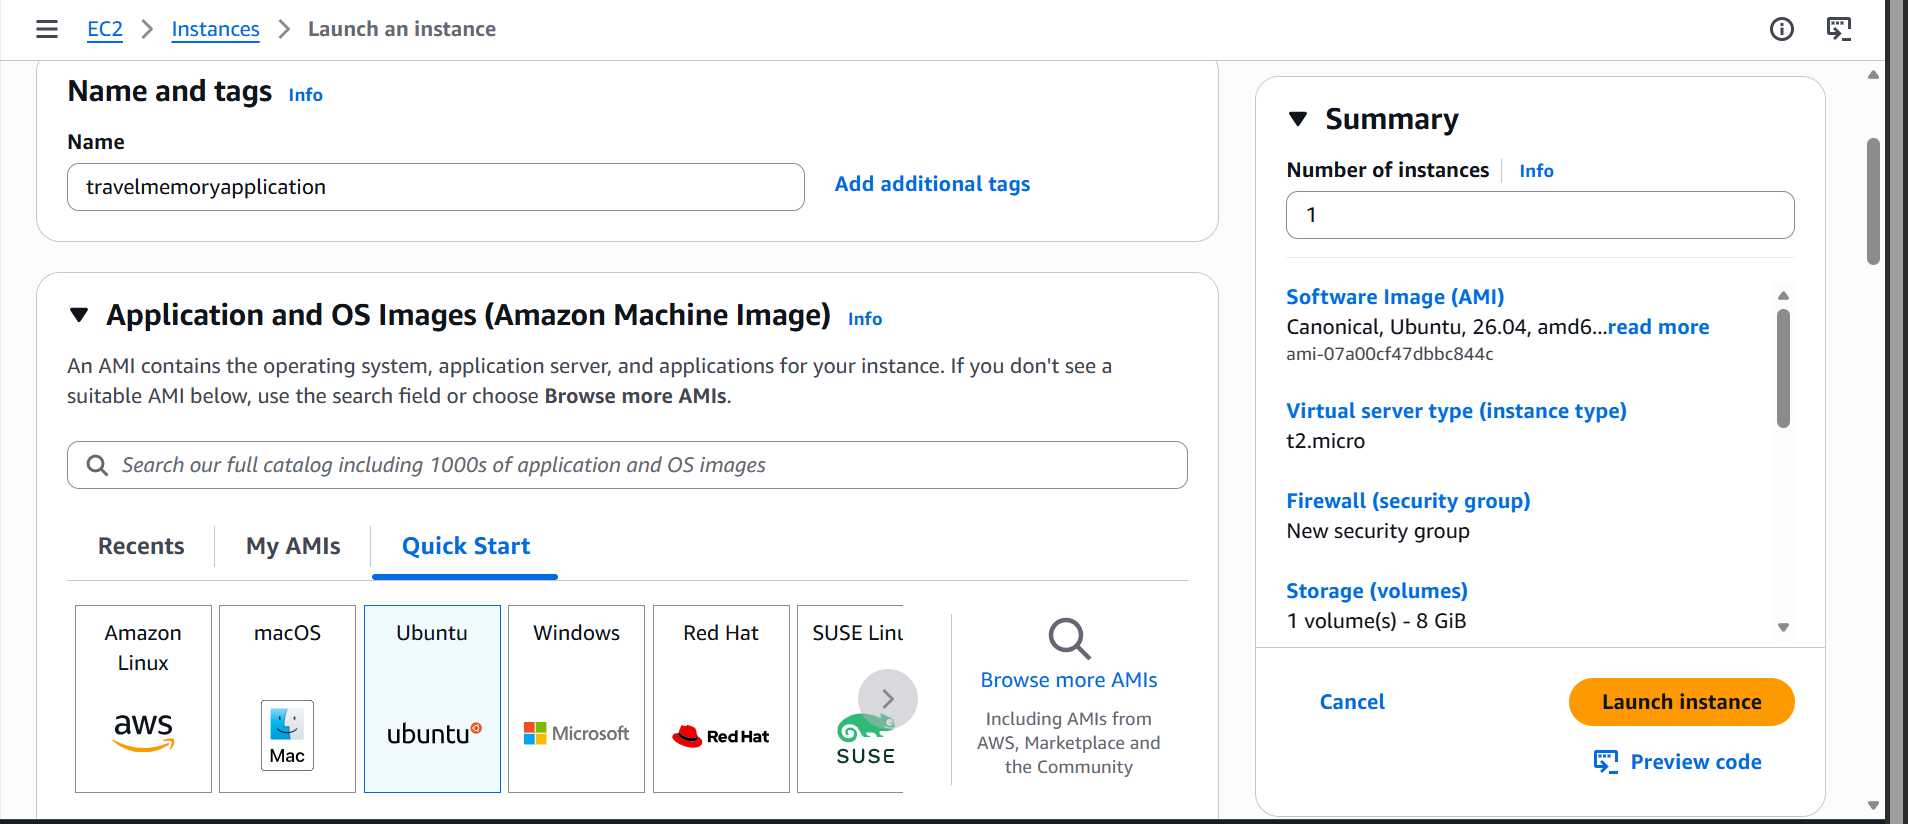 EC2 > Instances > Launch an instance
Name and tags Info
Name
travelmemoryapplication
Add additional tags
Application and OS Images (Amazon Machine Image) Info
An AMI contains the operating system, application server, and applications for your instance. If you don't see a
suitable AMI below, use the search field or choose Browse more AMIs.
Search our full catalog including 1000s of application and OS images
Recents
My AMIs
Quick Start
Amazon
Linux
aws
macOS
Mac
Ubuntu
ubuntu
Windows
Microsoft
Red Hat
Red Hat
SUSE Linu
SUSE
Browse more AMIs
Including AMIs from
AWS, Marketplace and
the Community
Summary
Number of instances Info
1
Software Image (AMI)
Canonical, Ubuntu, 26.04, amd6...read more
ami-07a00cf47dbbc844c
Virtual server type (instance type)
t2.micro
Firewall (security group)
New security group
Storage (volumes)
1 volume(s) - 8 GiB
Cancel
Launch instance
Preview code